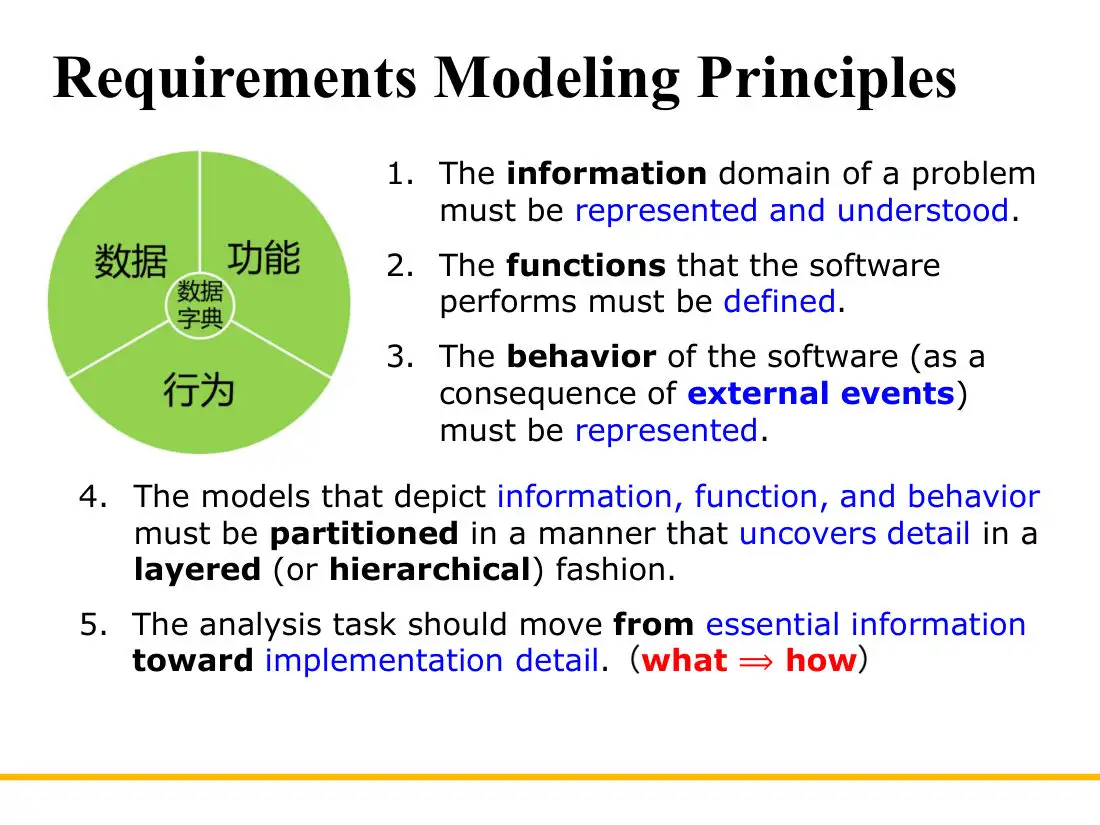 Requirements Modeling Principles
数据
功能
数据
字典
行为
1. The information domain of a problem
must be represented and understood.
2. The functions that the software
performs must be defined.
3. The behavior of the software (as a
consequence of external events)
must be represented.
4. The models that depict information, function, and behavior
must be partitioned in a manner that uncovers detail in a
layered (or hierarchical) fashion.
5. The analysis task should move from essential information
toward implementation detail.（what ⟹ how）